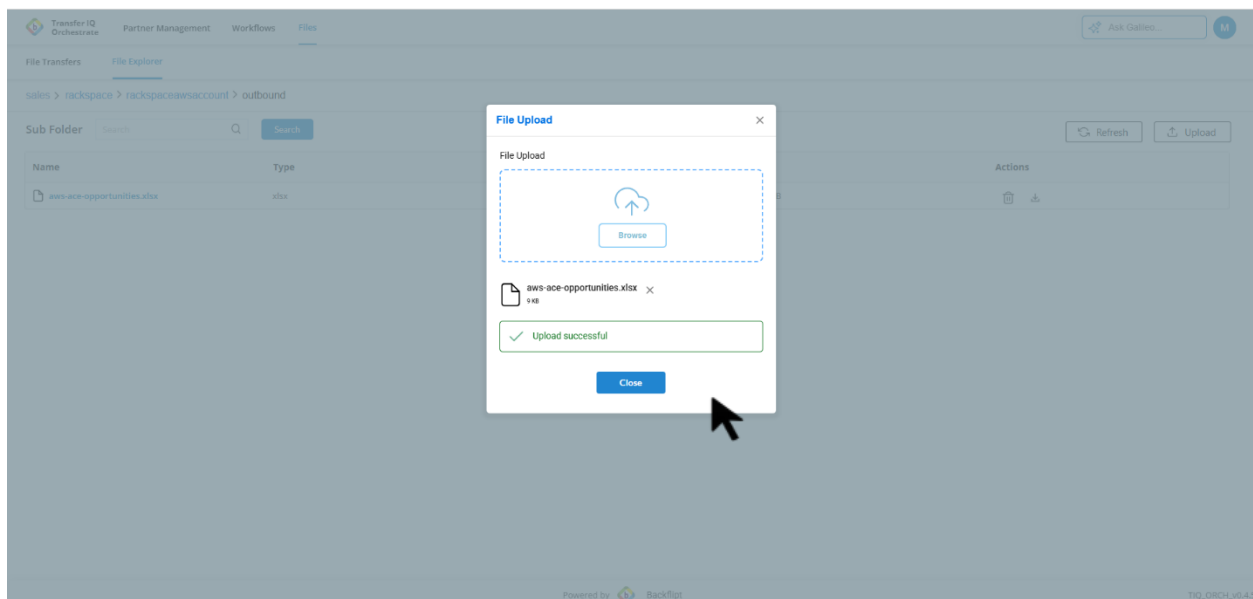 Transfer IQ
Orchestrate
Partner Management
Workflows
Files
Ask Galileo...
M
File Transfers
File Explorer
sales > rackspace > rackspaceawsaccount > outbound
Sub Folder
Search
Search
Refresh
Upload
Name
Type
Actions
aws-ace-opportunities.xlsx
xlsx
File Upload
File Upload
Browse
aws-ace-opportunities.xlsx
9 KB
Upload successful
Close
Powered by
Backflipt